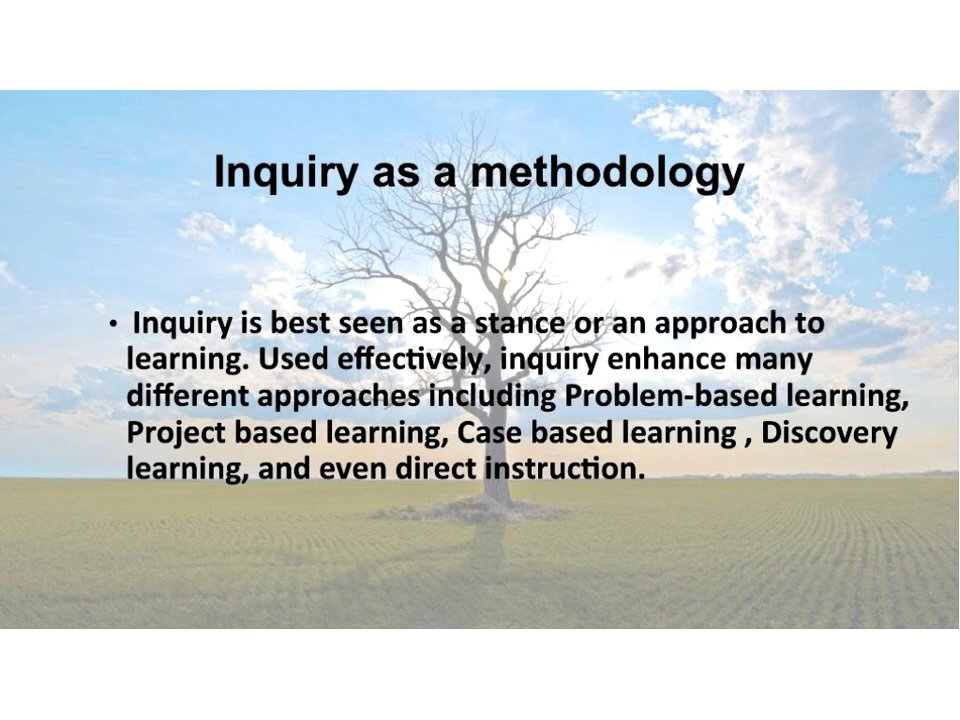 Inquiry as a methodology
• Inquiry is best seen as a stance or an approach to
learning. Used effectively, inquiry enhance many
different approaches including Problem-based learning,
Project based learning, Case based learning , Discovery
learning, and even direct instruction.